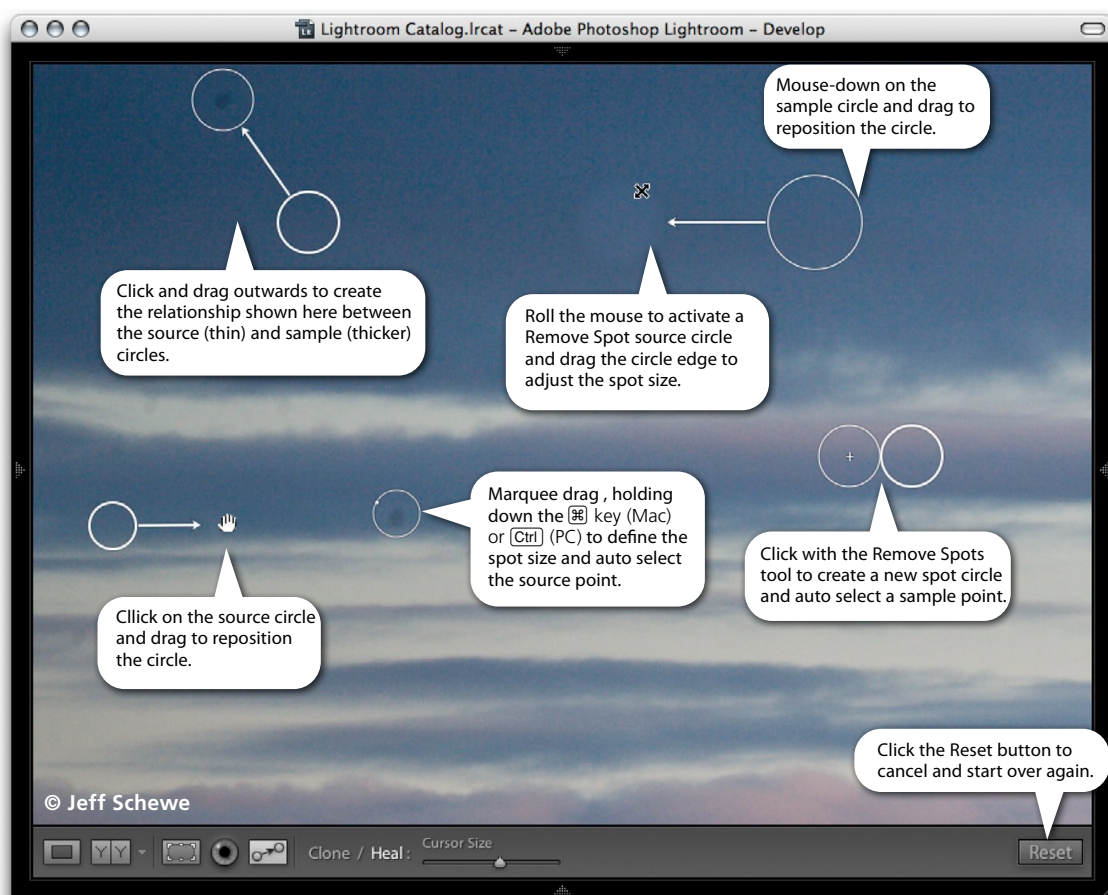 Lightroom Catalog.lrcat – Adobe Photoshop Lightroom – Develop
Mouse-down on the
sample circle and drag to
reposition the circle.
Click and drag outwards to create
the relationship shown here between
the source (thin) and sample (thicker)
circles.
Roll the mouse to activate a
Remove Spot source circle
and drag the circle edge to
adjust the spot size.
Marquee drag , holding
down the ⌘ key (Mac)
or Ctrl (PC) to define the
spot size and auto select
the source point.
Click with the Remove Spots
tool to create a new spot circle
and auto select a sample point.
Cllick on the source circle
and drag to reposition
the circle.
Click the Reset button to
cancel and start over again.
© Jeff Schewe
YY
Clone / Heal :
Cursor Size
Reset